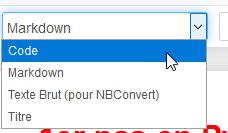 Markdown
Code
Markdown
Texte Brut (pour NBConvert)
Titre